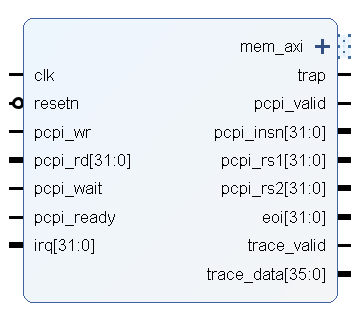 mem_axi
clk
trap
resetn
pcpi_valid
pcpi_wr
pcpi_insn[31:0]
pcpi_rd[31:0]
pcpi_rs1[31:0]
pcpi_wait
pcpi_rs2[31:0]
pcpi_ready
eoi[31:0]
irq[31:0]
trace_valid
trace_data[35:0]